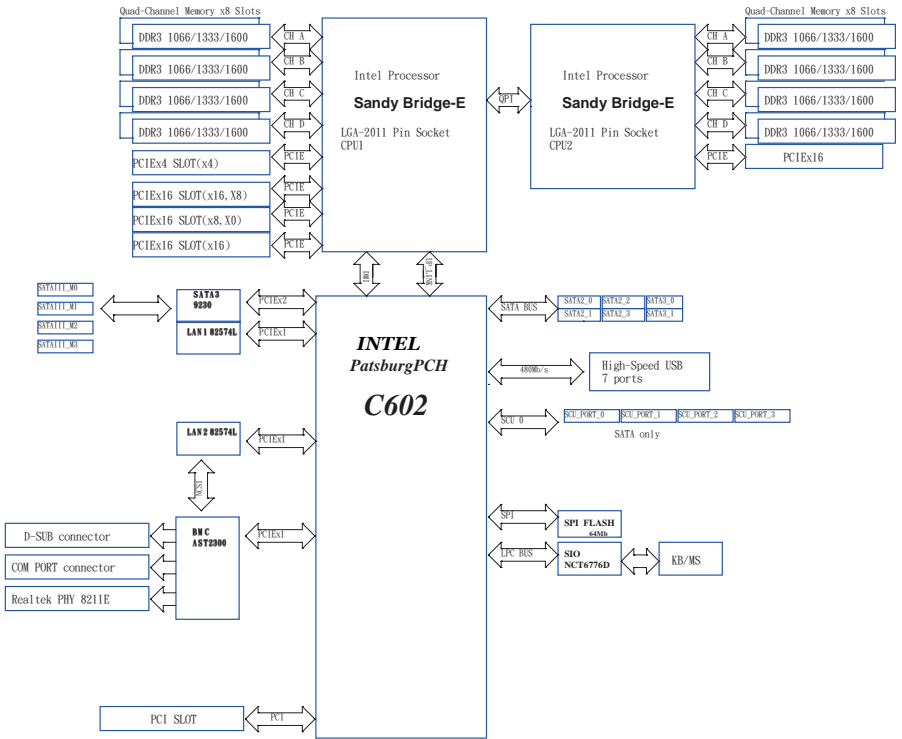 Quad-Channel Memory x8 Slots
DDR3 1066/1333/1600
CH A
DDR3 1066/1333/1600
CH B
DDR3 1066/1333/1600
CH C
DDR3 1066/1333/1600
CH D
PCIEx4 SLOT(x4)
PCIE
PCIEx16 SLOT(x16,X8)
PCIE
PCIEx16 SLOT(x8,X0)
PCIE
PCIEx16 SLOT(x16)
PCIE
Intel Processor
Sandy Bridge-E
LGA-2011 Pin Socket
CPU1
QPI
Intel Processor
Sandy Bridge-E
LGA-2011 Pin Socket
CPU2
Quad-Channel Memory x8 Slots
CH A
DDR3 1066/1333/1600
CH B
DDR3 1066/1333/1600
CH C
DDR3 1066/1333/1600
CH D
DDR3 1066/1333/1600
PCIE
PCIEx16
DMI
UP_LINK
SATAIII_M0
SATAIII_M1
SATAIII_M2
SATAIII_M3
SATA3
9230
PCIEx2
LAN1 82574L
PCIEx1
LAN2 82574L
PCIEx1
NCSI
BMC
AST2300
PCIEx1
D-SUB connector
COM PORT connector
Realtek PHY 8211E
PCI SLOT
PCI
INTEL
PatsburgPCH
C602
SATA BUS
SATA2_0 SATA2_2 SATA3_0
SATA2_1 SATA2_3 SATA3_1
480Mb/s
High-Speed USB
7 ports
SCU 0
SCU_PORT_0 SCU_PORT_1 SCU_PORT_2 SCU_PORT_3
SATA only
SPI
SPI FLASH
64Mb
LPC BUS
SIO
NCT6776D
KB/MS